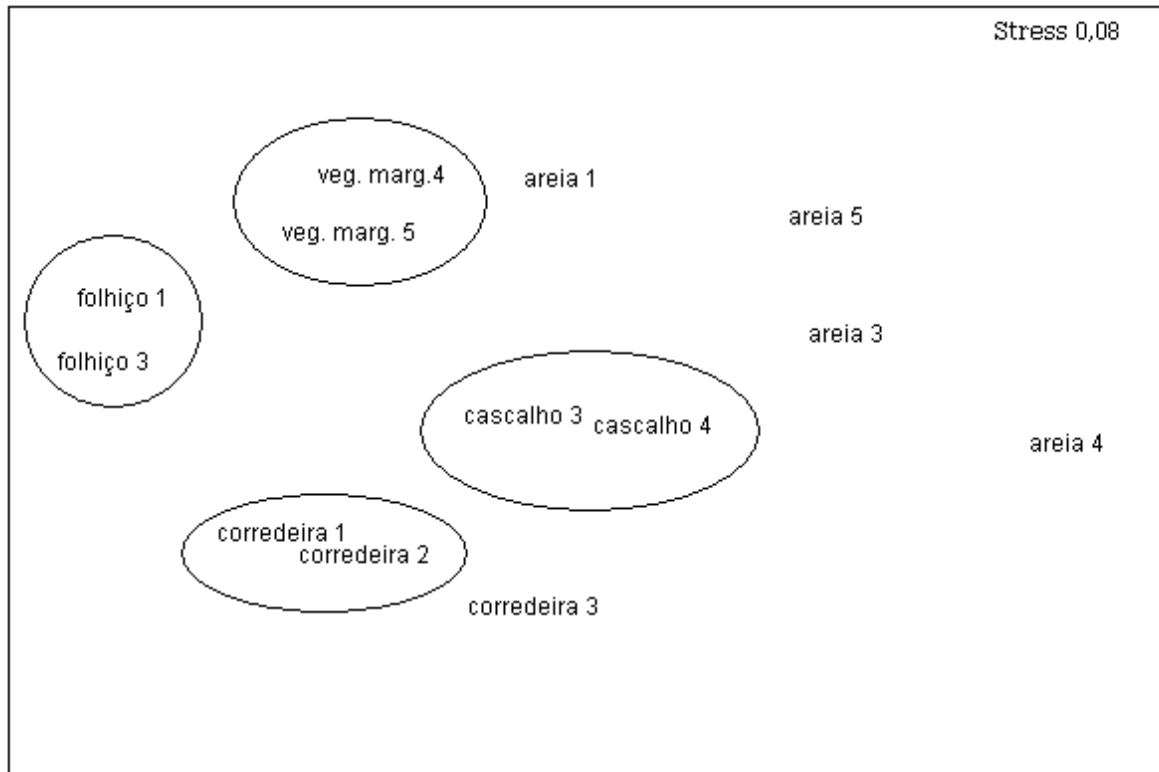 Stress 0,08
veg. marg.4
areia 1
veg. marg. 5
areia 5
folhiço 1
folhiço 3
areia 3
cascalho 3
cascalho 4
areia 4
corredeira 1
corredeira 2
corredeira 3